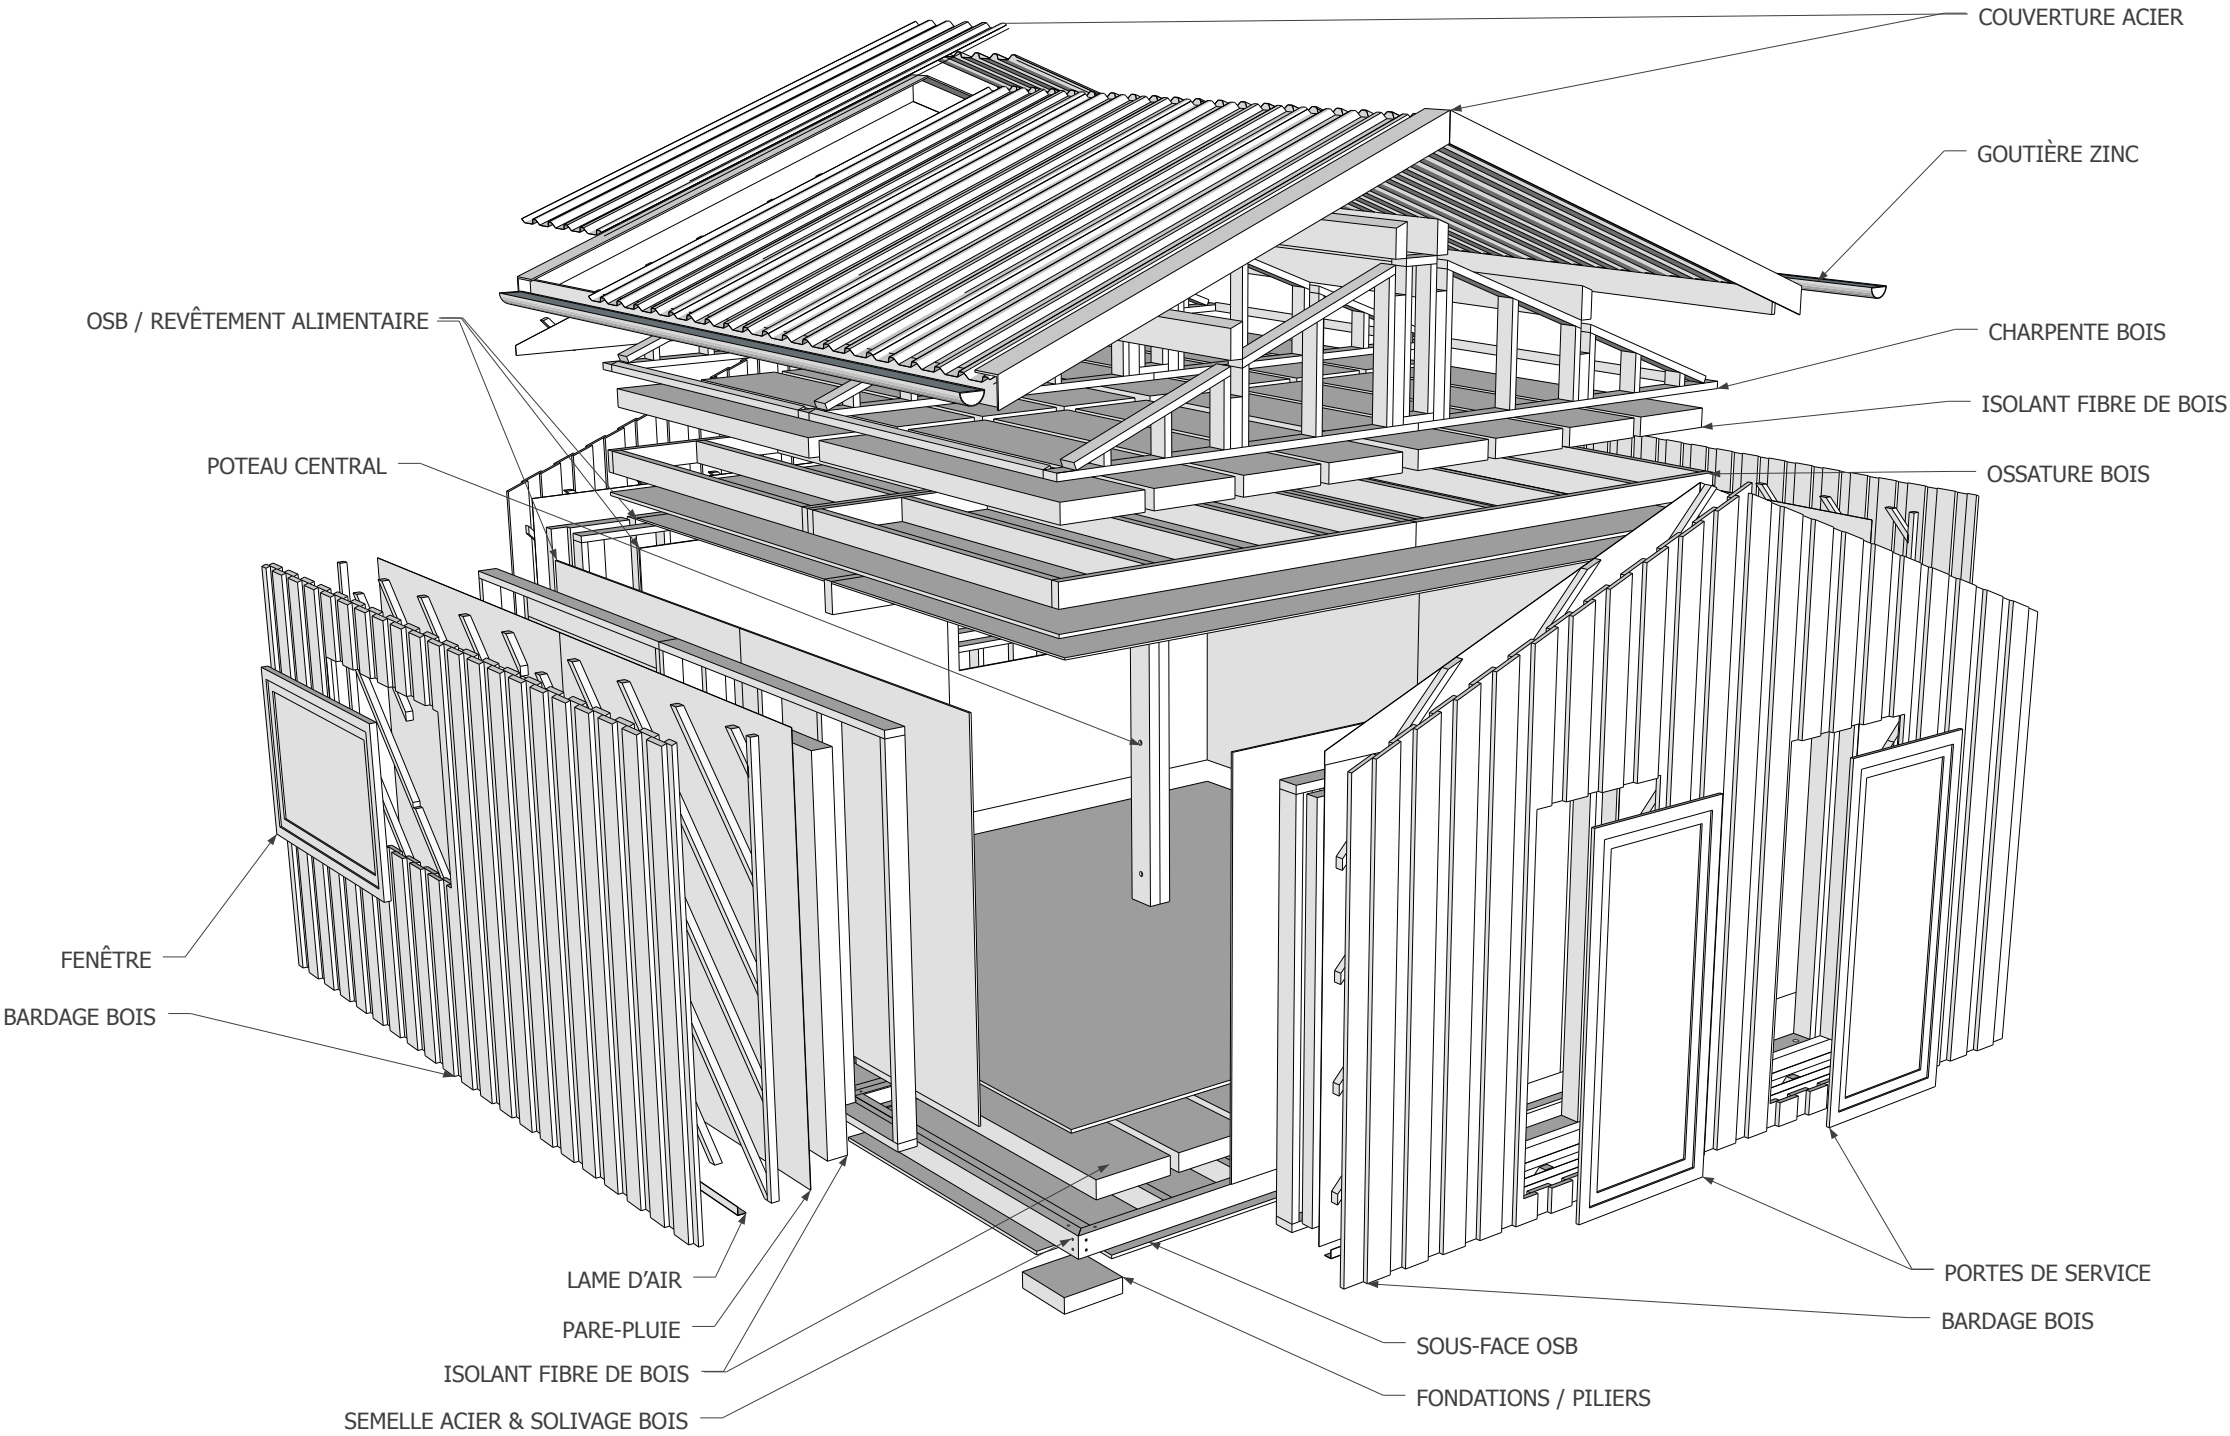 COUVERTURE ACIER
GOUTIÈRE ZINC
OSB / REVÊTEMENT ALIMENTAIRE
CHARPENTE BOIS
ISOLANT FIBRE DE BOIS
POTEAU CENTRAL
OSSATURE BOIS
FENÊTRE
BARDAGE BOIS
LAME D’AIR
PORTES DE SERVICE
PARE-PLUIE
BARDAGE BOIS
SOUS-FACE OSB
ISOLANT FIBRE DE BOIS
FONDATIONS / PILIERS
SEMELLE ACIER & SOLIVAGE BOIS